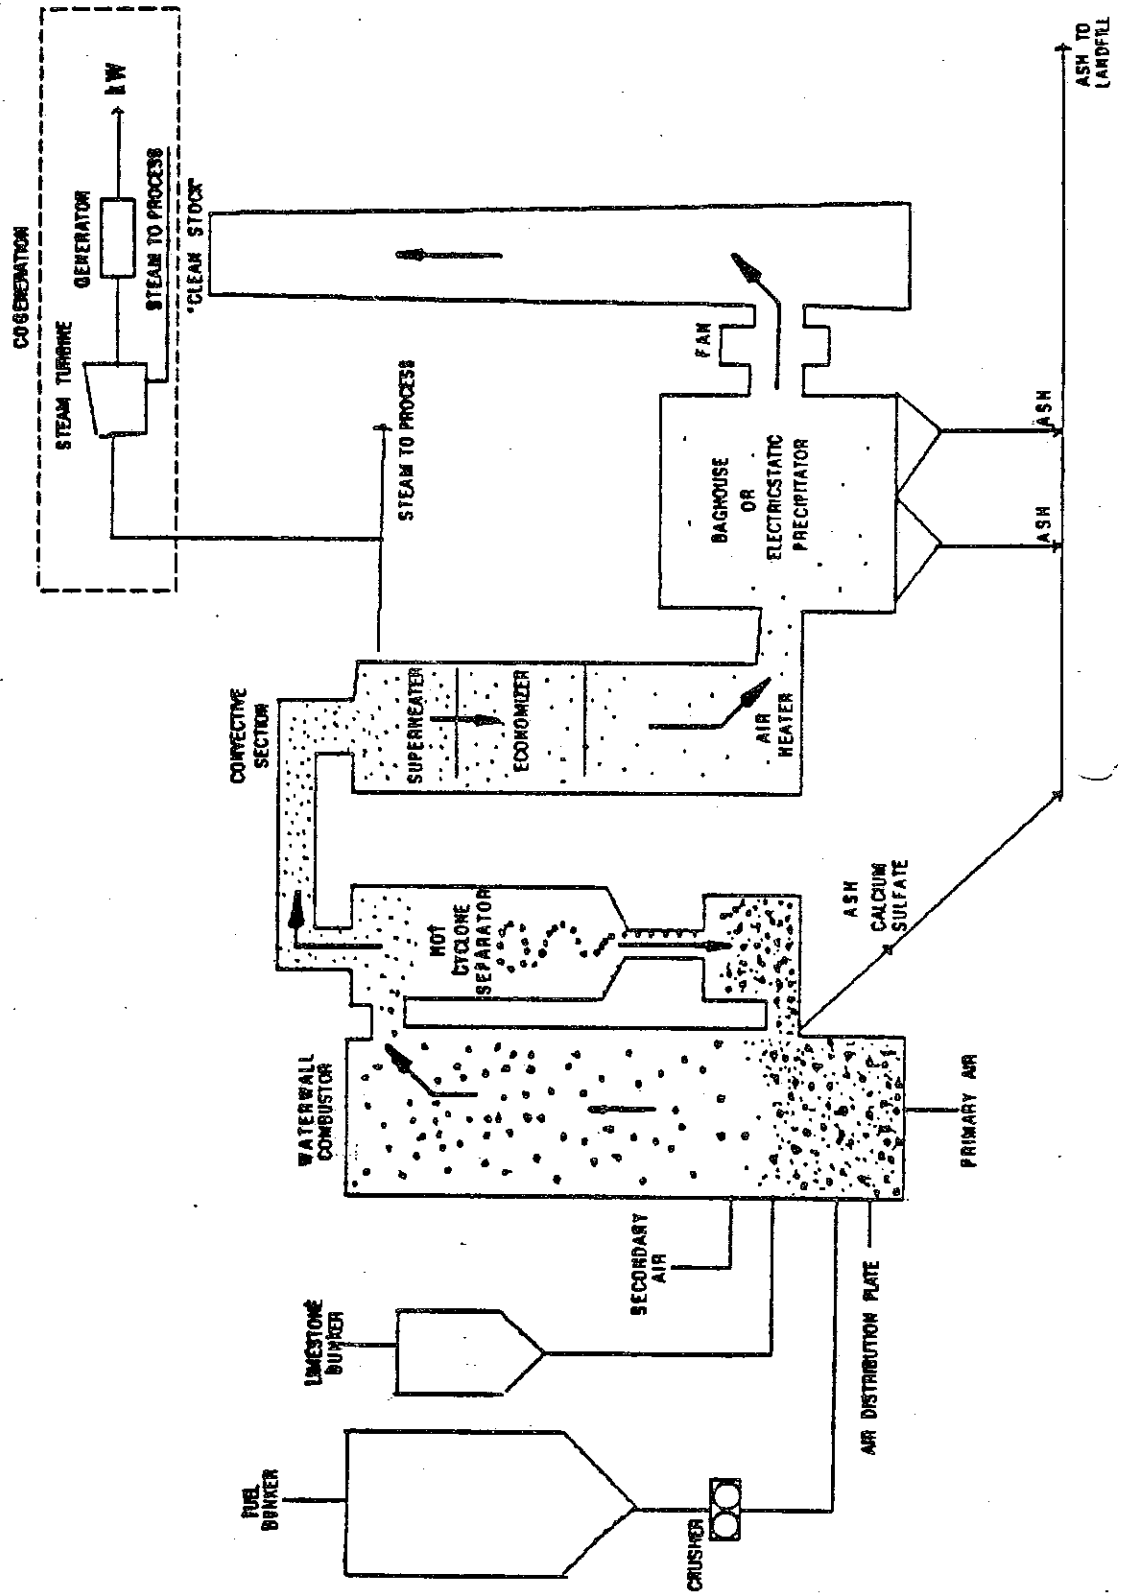 COGENERATION
STEAM TURBINE
GENERATOR
kW
STEAM TO PROCESS
"CLEAN STOCK"
STEAM TO PROCESS
CONVECTIVE
SECTION
SUPERHEATER
ECONOMIZER
AIR
HEATER
FAN
BAGHOUSE
OR
ELECTRICSTATIC
PRECIPITATOR
ASH
ASH
ASH TO
LANDFILL
WATERWALL
COMBUSTOR
HOT
CYCLONE
SEPARATOR
ASH
CALCIUM
SULFATE
PRIMARY AIR
SECONDARY
AIR
AIR DISTRIBUTION PLATE
LIMESTONE
BUNKER
FUEL
BUNKER
CRUSHER